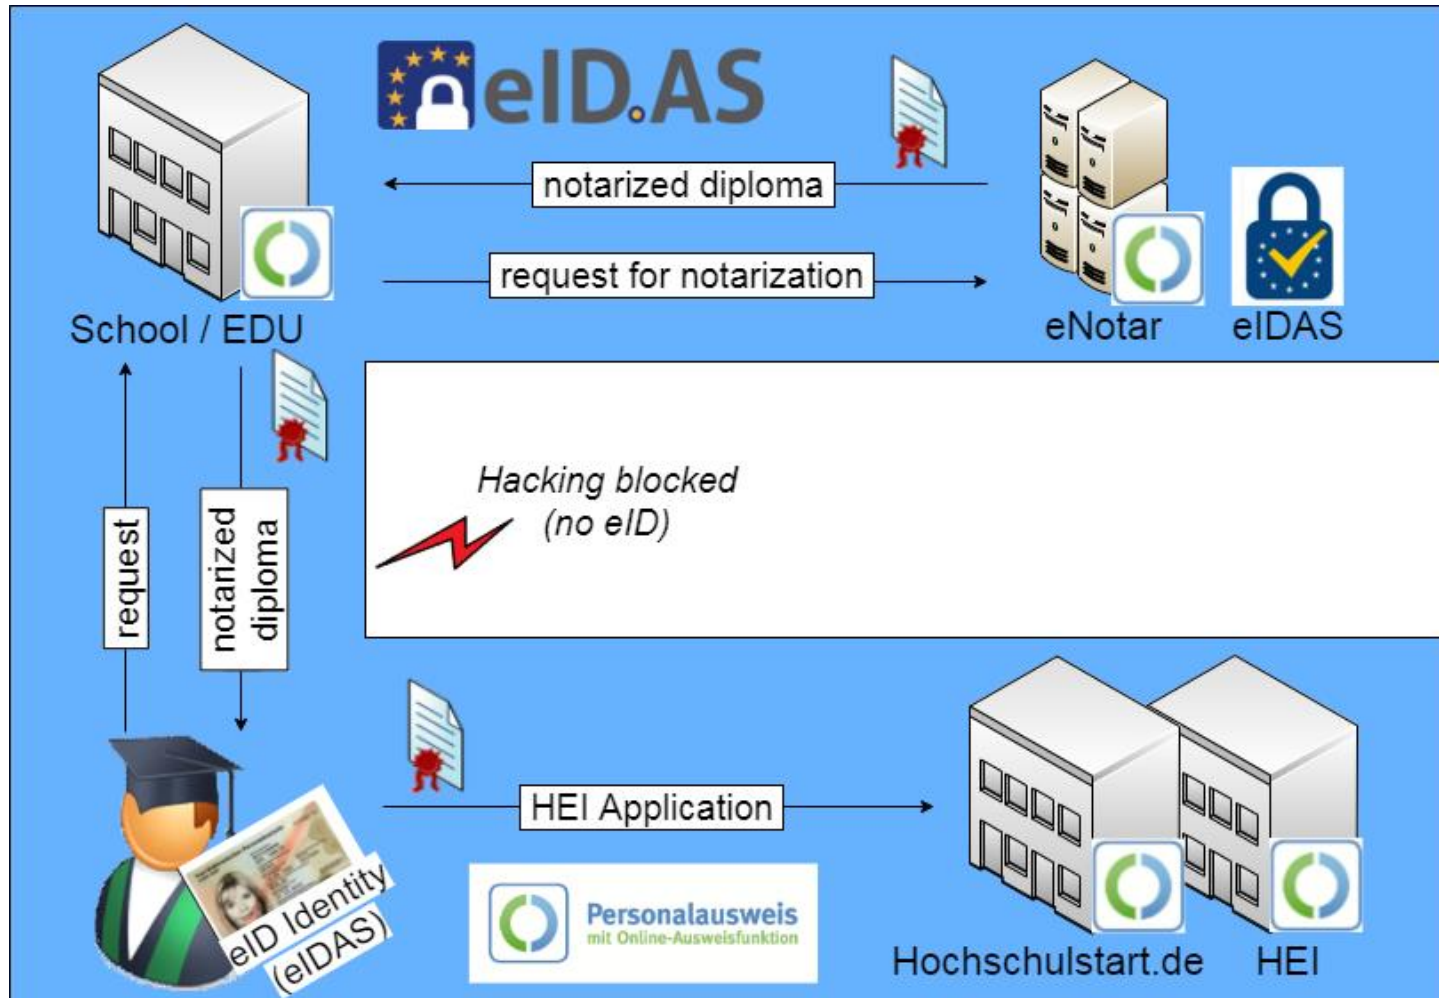 eID.AS
notarized diploma
request for notarization
School / EDU
eNotar
eIDAS
request
notarized
diploma
Hacking blocked
(no eID)
HEI Application
eID Identity
(eIDAS)
Personalausweis
mit Online-Ausweisfunktion
Hochschulstart.de
HEI